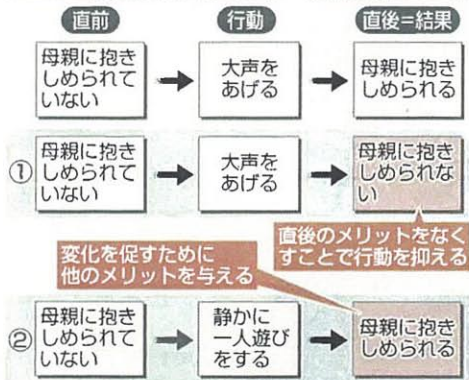 直前 行動 直後=結果
母親に抱き
しめられて
いない
大声を
あげる
母親に抱き
しめられる
①
母親に抱き
しめられて
いない
大声を
あげる
母親に抱き
しめられな
い
直後のメリットをなく
すことで行動を抑える
変化を促すために
他のメリットを与える
②
母親に抱き
しめられて
いない
静かに
一人遊び
をする
母親に抱き
しめられる